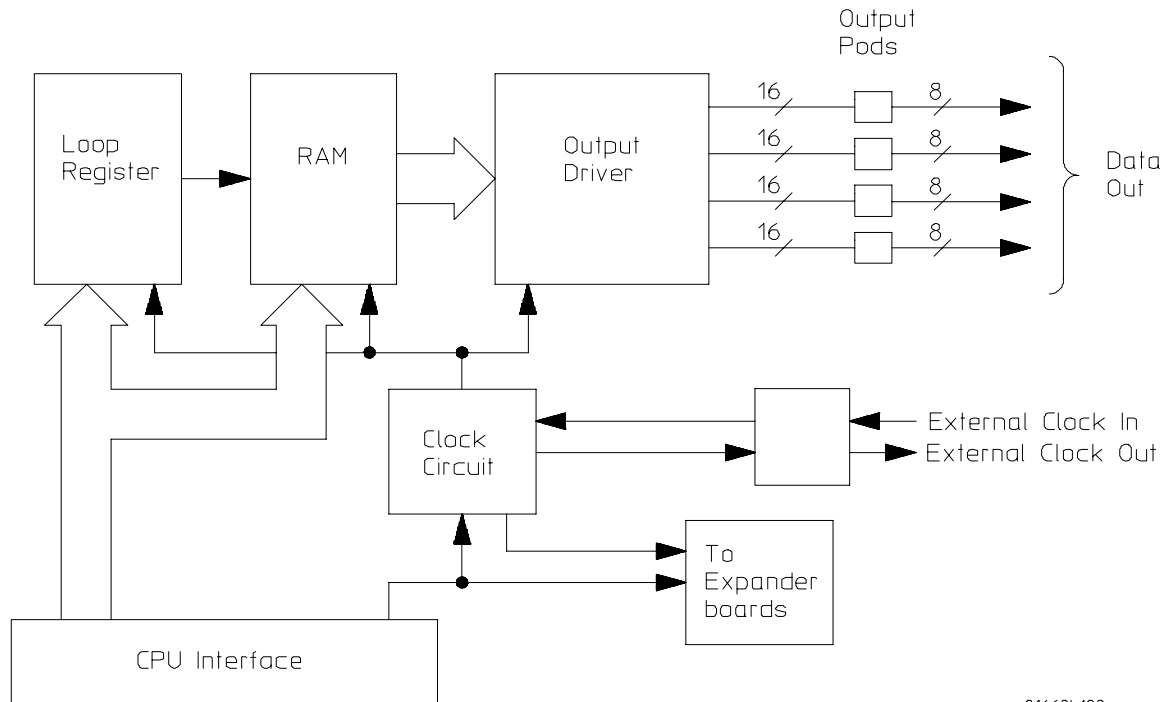 Output
Pods
Loop
Register
RAM
Output
Driver
16
8
16
8
16
8
16
8
Data
Out
Clock
Circuit
External Clock In
External Clock Out
To
Expander
boards
CPU Interface